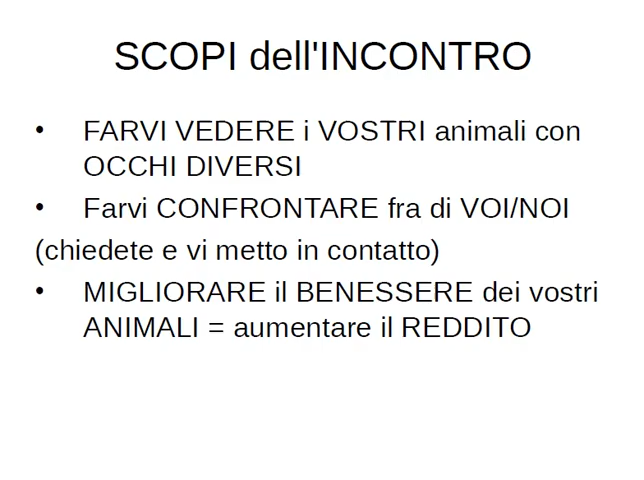 SCOPI dell'INCONTRO
• FARVI VEDERE i VOSTRI animali con
OCCHI DIVERSI
• Farvi CONFRONTARE fra di VOI/NOI
(chiedete e vi metto in contatto)
• MIGLIORARE il BENESSERE dei vostri
ANIMALI = aumentare il REDDITO